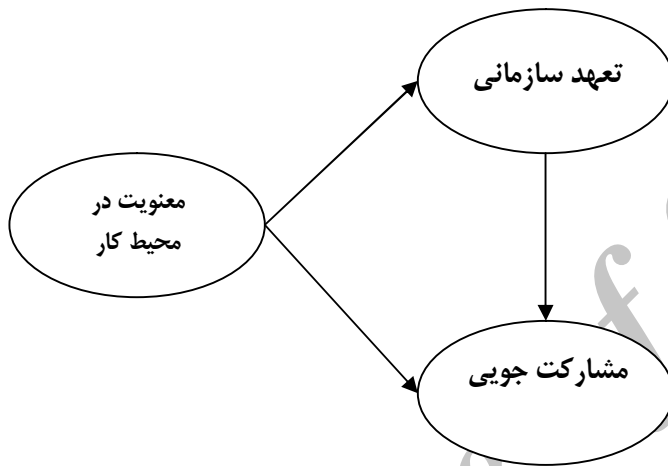 تعهد سازمانی
معنویت در
محیط کار
مشارکت جویی